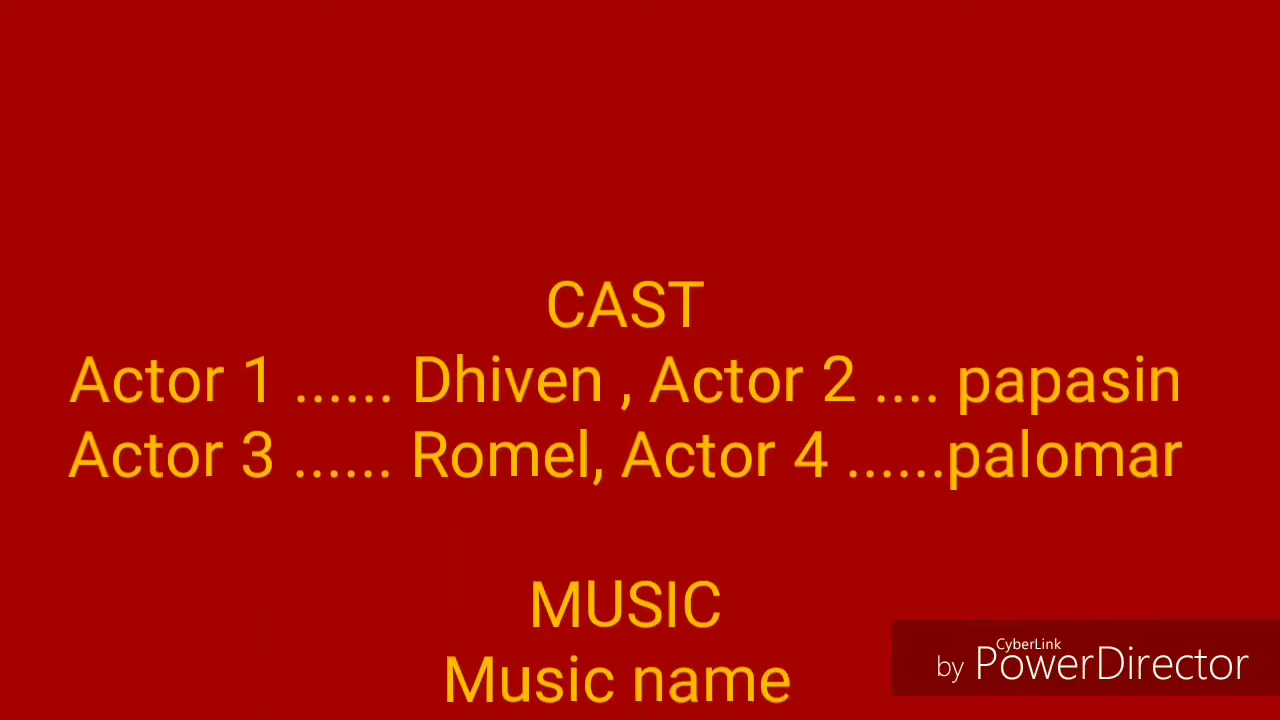 CAST
Actor 1 ...... Dhiven , Actor 2 .... papasin
Actor 3 ...... Romel, Actor 4 ......palomar
MUSIC
Music name
CyberLink
by PowerDirector